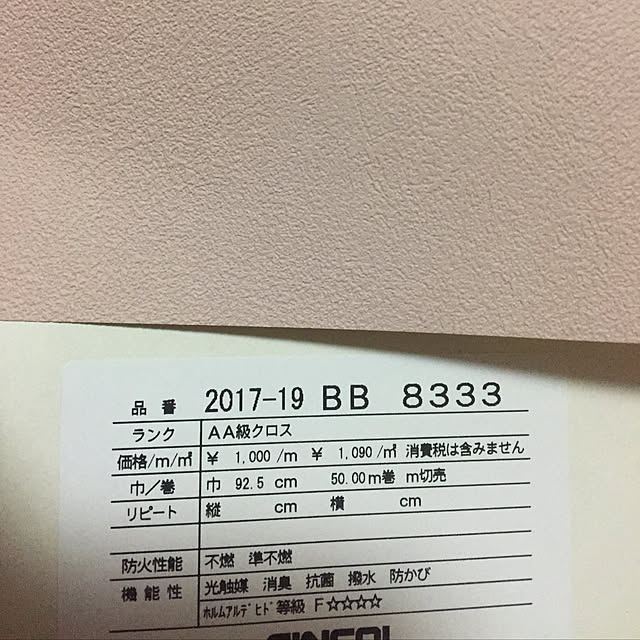 品番 2017-19 BB 8333
ランク AA級クロス
価格/m/㎡ ¥ 1,000 /m ¥ 1,090 /㎡ 消費税は含みません
巾/巻 巾 92.5 cm 50.00m巻 m切売
リピート 縦 cm 横 cm
防火性能 不燃 準不燃
機能性 光触媒 消臭 抗菌 撥水 防かび
ホルムアルデヒド等級 F☆☆☆☆
SINCOL